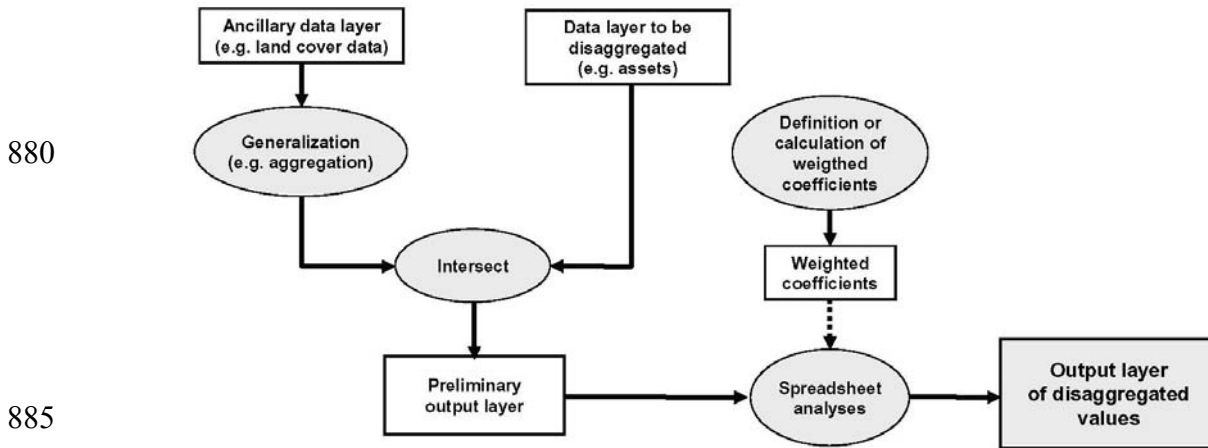 Ancillary data layer
(e.g. land cover data)
Data layer to be
disaggregated
(e.g. assets)
880
Generalization
(e.g. aggregation)
Definition or
calculation of
weigthed
coefficients
Intersect
Weighted
coefficients
Preliminary
output layer
Spreadsheet
analyses
Output layer
of disaggregated
values
885